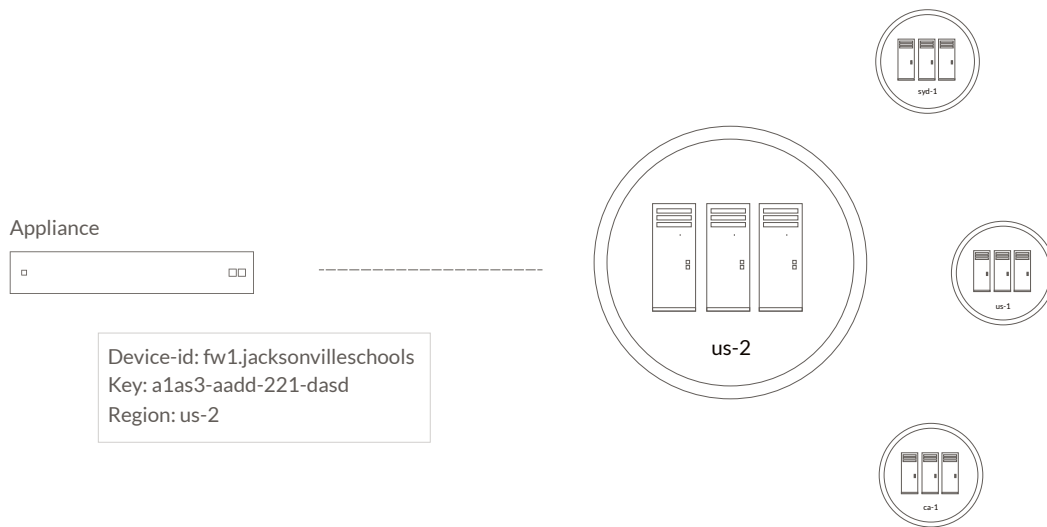 syd-1
Appliance
us-1
us-2
Device-id: fw1.jacksonvilleschools
Key: a1as3-aadd-221-dasd
Region: us-2
ca-1